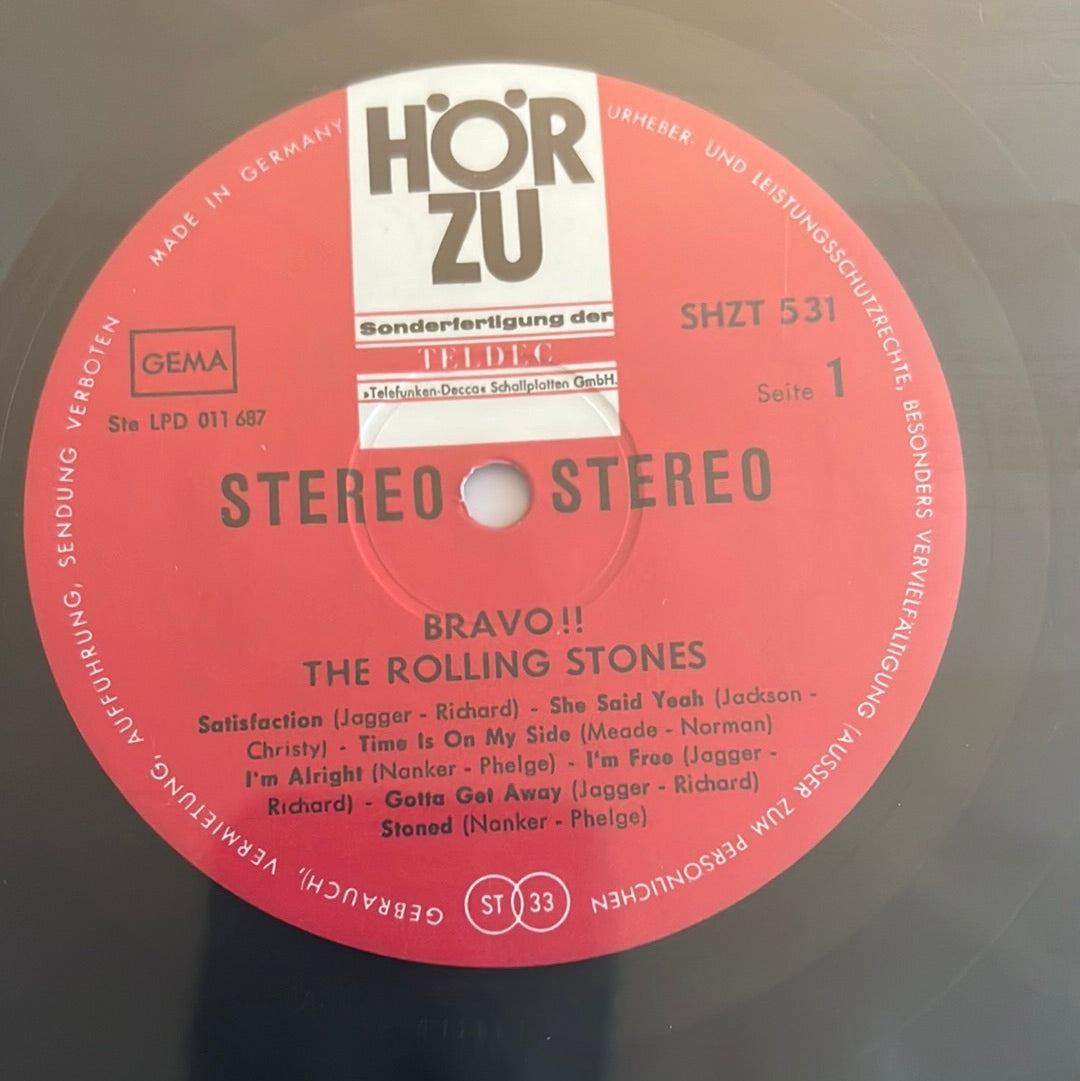 HÖR
ZU
Sonderfertigung der
TELDEC
»Telefunken-Decca« Schallplatten GmbH.
GEMA
Ste LPD 011 687
SHZT 531
Seite 1
STEREO STEREO
BRAVO!!
THE ROLLING STONES
Satisfaction (Jagger - Richard) - She Said Yeah (Jackson -
Christy) - Time Is On My Side (Meade - Norman)
I'm Alright (Nanker - Phelge) - I'm Free (Jagger -
Richard) - Gotta Get Away (Jagger - Richard)
Stoned (Nanker - Phelge)
ST 33
MADE IN GERMANY
URHEBER- UND LEISTUNGSSCHUTZRECHTE, BESONDERS VERVIELFÄLTIGUNG (AUSSER ZUM PERSÖNLICHEN GEBRAUCH), VERMIETUNG, AUFFÜHRUNG, SENDUNG VERBOTEN